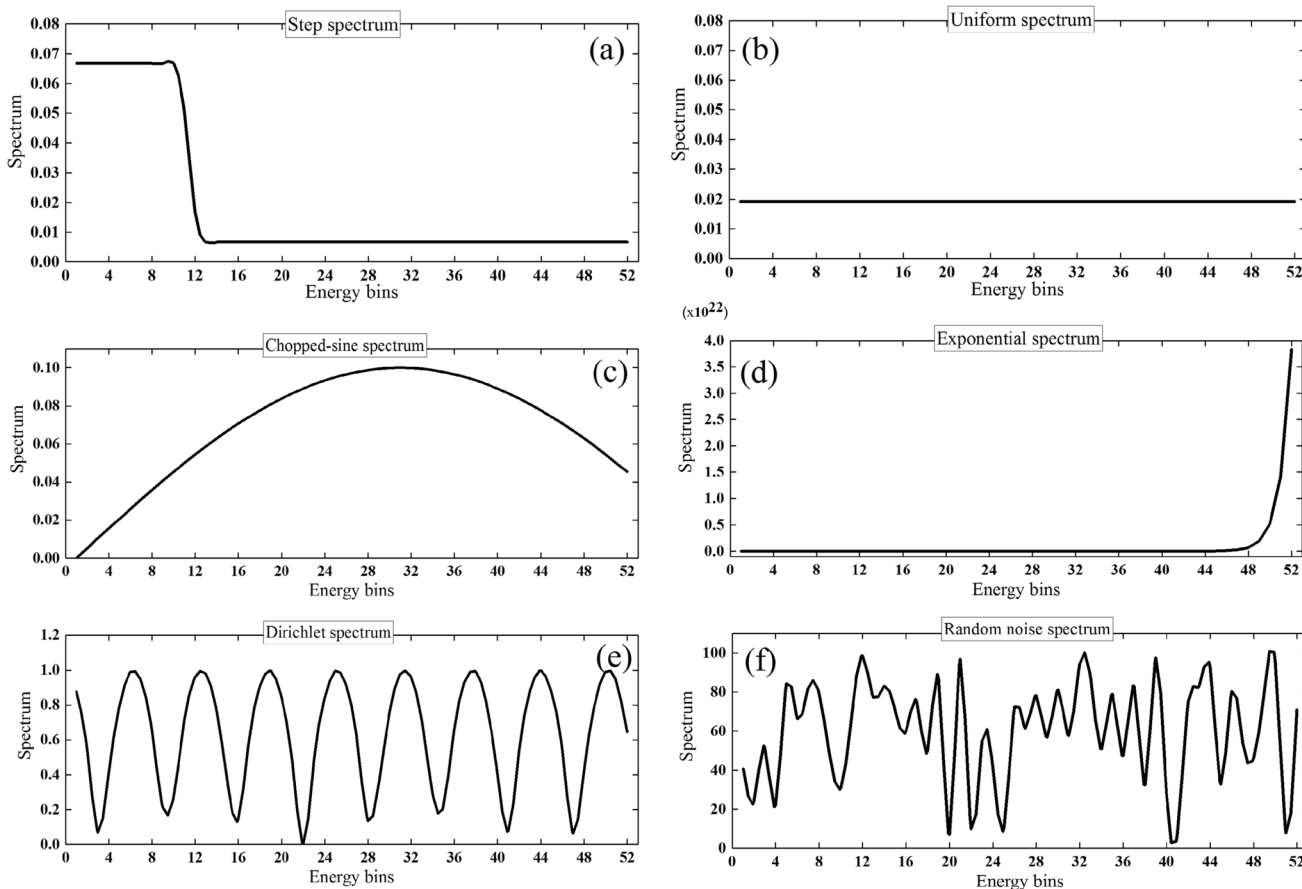 Step spectrum
(a)
Spectrum
0.08
0.07
0.06
0.05
0.04
0.03
0.02
0.01
0.00
0 4 8 12 16 20 24 28 32 36 40 44 48 52
Energy bins
Uniform spectrum
(b)
Spectrum
0.08
0.07
0.06
0.05
0.04
0.03
0.02
0.01
0.00
0 4 8 12 16 20 24 28 32 36 40 44 48 52
Energy bins
Chopped-sine spectrum
(c)
Spectrum
0.10
0.08
0.06
0.04
0.02
0.00
0 4 8 12 16 20 24 28 32 36 40 44 48 52
Energy bins
(x10²²)
Exponential spectrum
(d)
Spectrum
4.0
3.5
3.0
2.5
2.0
1.5
1.0
0.5
0.0
0 4 8 12 16 20 24 28 32 36 40 44 48 52
Energy bins
Dirichlet spectrum
(e)
Spectrum
1.2
1.0
0.8
0.6
0.4
0.2
0.0
0 4 8 12 16 20 24 28 32 36 40 44 48 52
Energy bins
Random noise spectrum
(f)
Spectrum
100
80
60
40
20
0
0 4 8 12 16 20 24 28 32 36 40 44 48 52
Energy bins